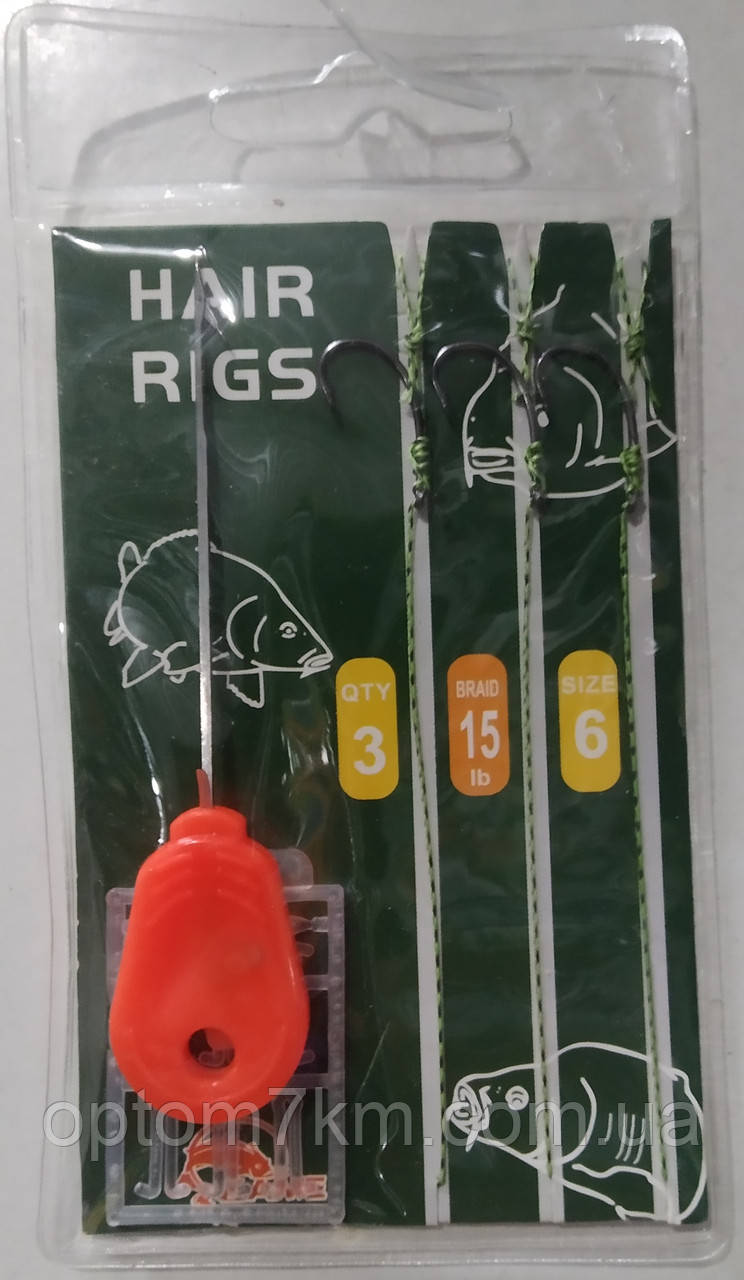 HAIR
RIGS
QTY
3
BRAID
15
lb
SIZE
6
optom7km.com.ua